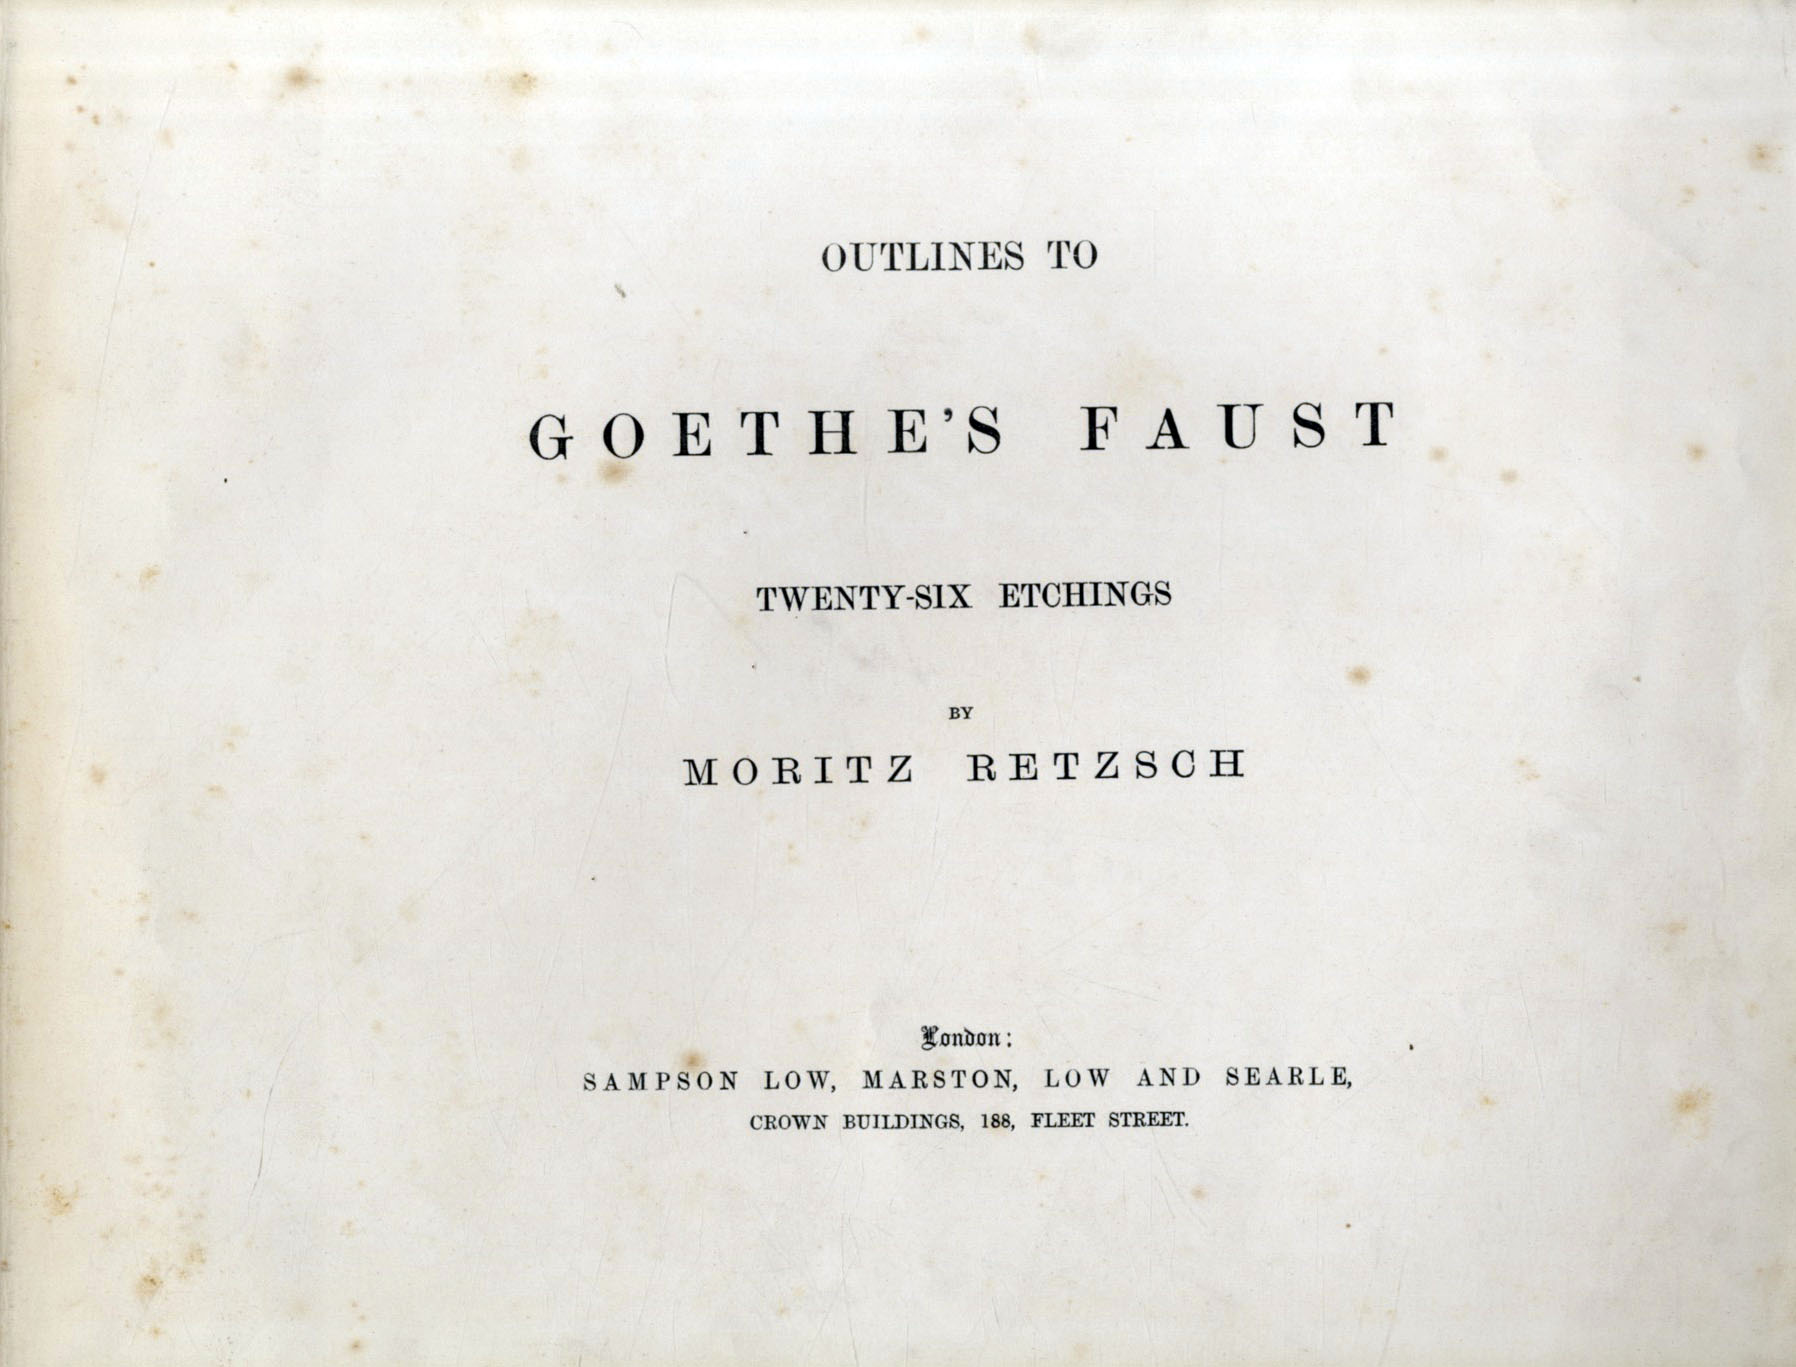 OUTLINES TO
GOETHE'S FAUST
TWENTY-SIX ETCHINGS
BY
MORITZ RETZSCH
London:
SAMPSON LOW, MARSTON, LOW AND SEARLE,
CROWN BUILDINGS, 188, FLEET STREET.